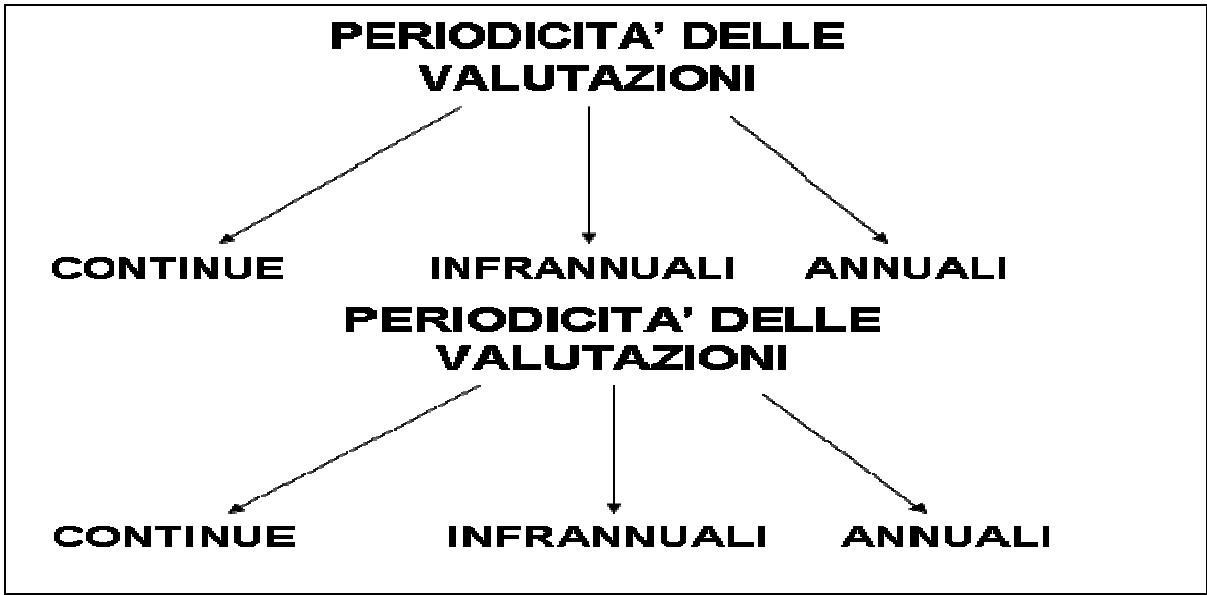 PERIODICITA' DELLE
VALUTAZIONI
CONTINUE INFRANNUALI ANNUALI
PERIODICITA' DELLE
VALUTAZIONI
CONTINUE INFRANNUALI ANNUALI